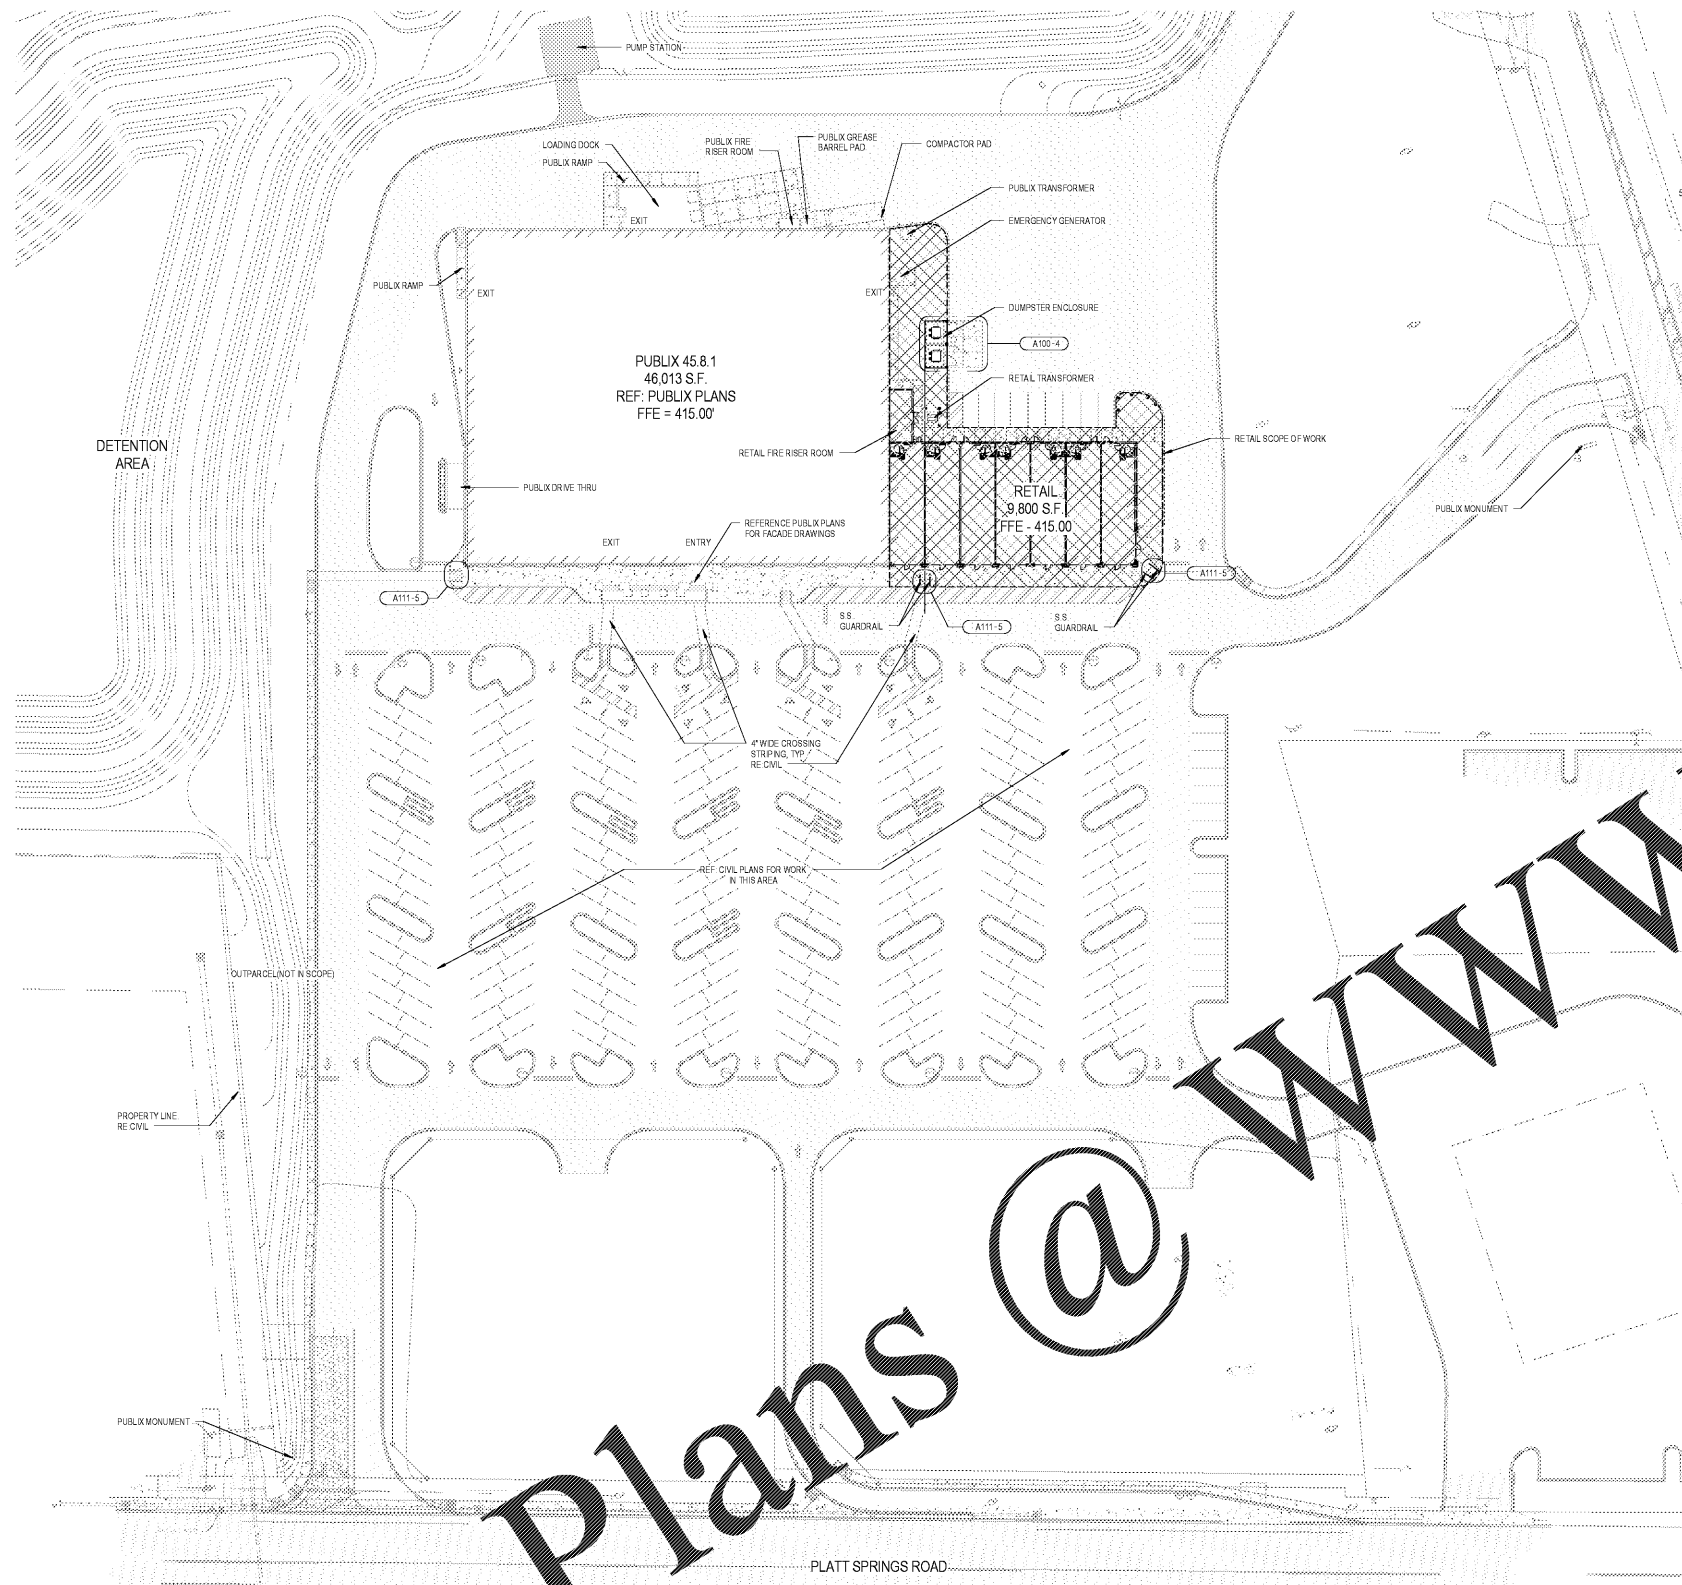 PUMP STATION
LOADING DOCK
PUBLIX RAMP
PUBLIX FIRE
RISER ROOM
PUBLIX GREASE
BARREL PAD
COMPACTOR PAD
PUBLIX TRANSFORMER
EMERGENCY GENERATOR
EXIT
PUBLIX RAMP
EXIT
EXIT
DUMPSTER ENCLOSURE
A100-4
PUBLIX 45.8.1
46,013 S.F.
REF: PUBLIX PLANS
FFE = 415.00'
RETAIL TRANSFORMER
DETENTION
AREA
RETAIL FIRE RISER ROOM
RETAIL SCOPE OF WORK
PUBLIX DRIVE THRU
RETAIL
9,800 S.F.
FFE - 415.00
PUBLIX MONUMENT
REFERENCE PUBLIX PLANS
FOR FACADE DRAWINGS
EXIT
ENTRY
A111-5
A111-5
S.S.
GUARDRAIL
A111-5
S.S.
GUARDRAIL
4" WIDE CROSSING
STRIPING, TYP.
RE CIVIL
REF: CIVIL PLANS FOR WORK
IN THIS AREA
OUTPARCEL(NOT IN SCOPE)
PROPERTY LINE.
RE CIVIL
PUBLIX MONUMENT
PLATT SPRINGS ROAD
Plans @ www